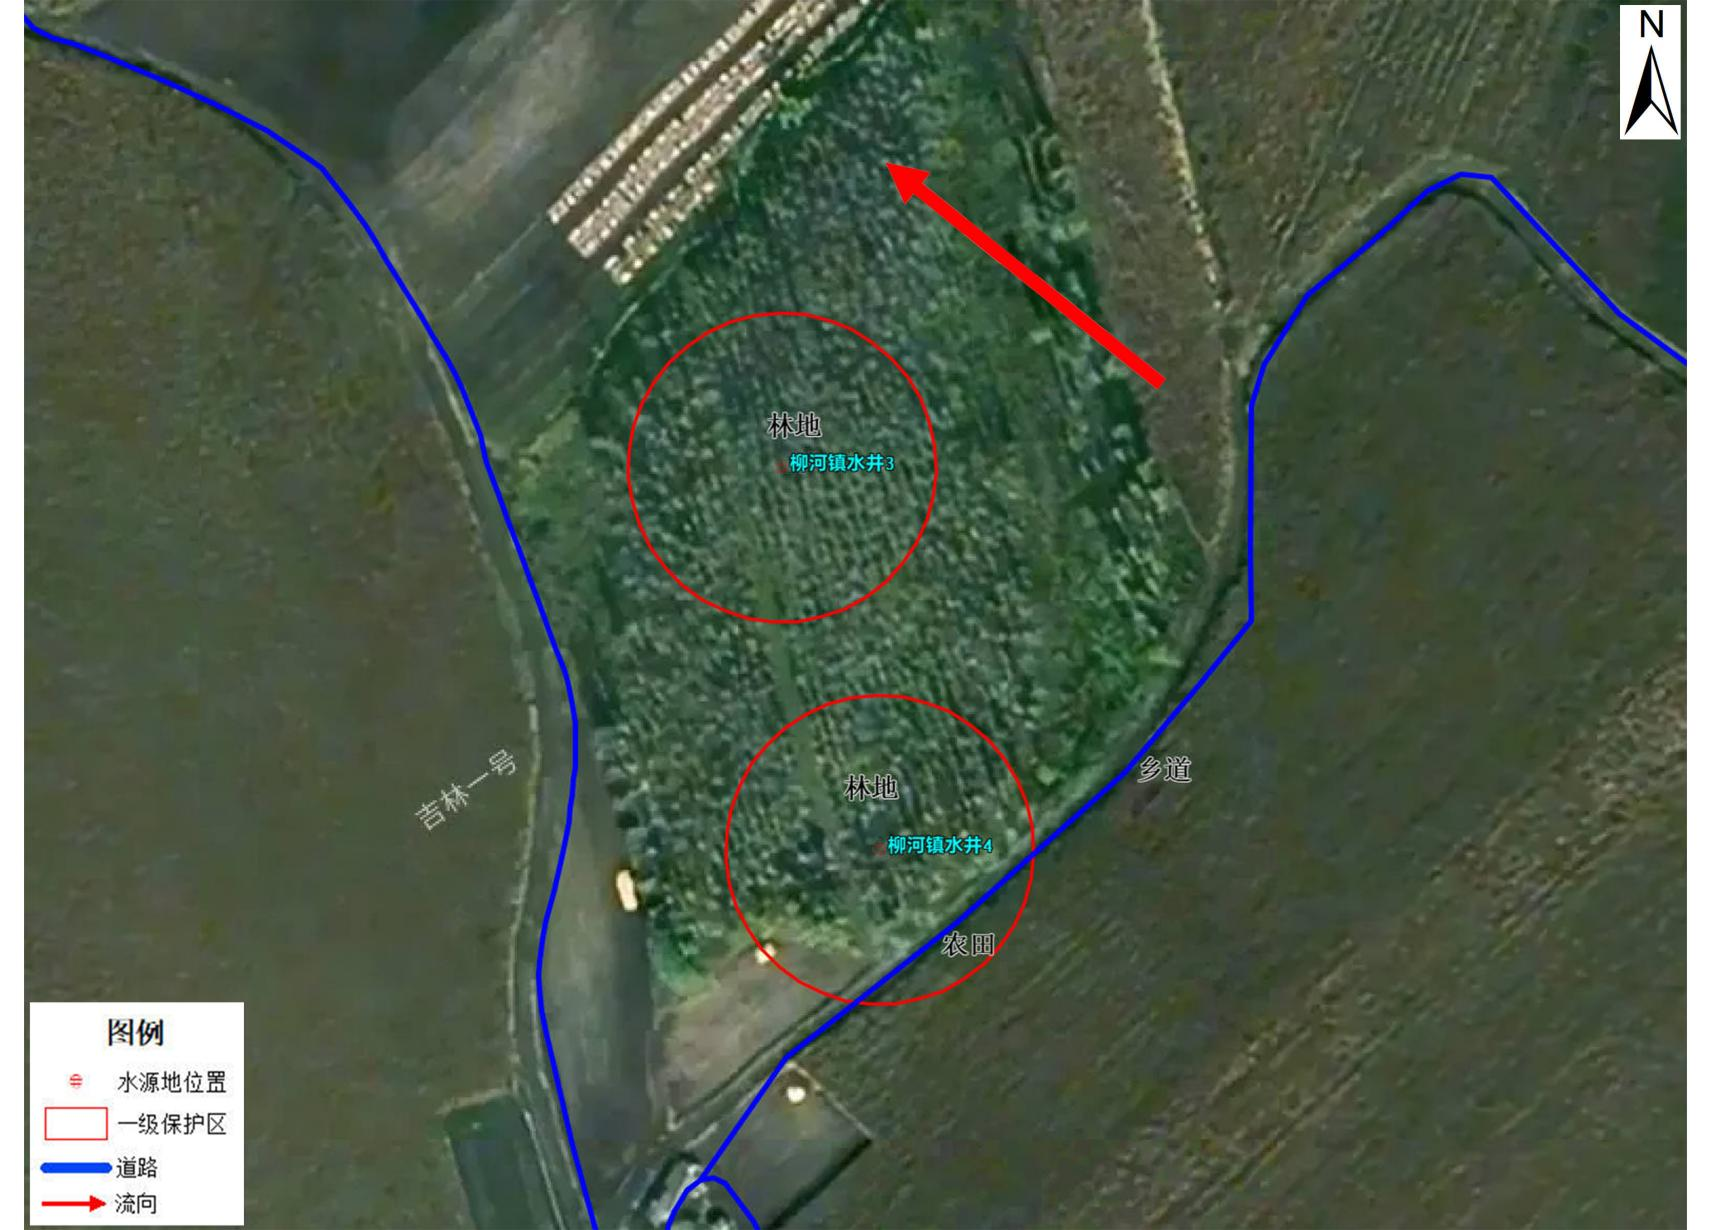 N
林地
柳河镇水井3
吉林一号
乡道
林地
柳河镇水井4
农田
图例
水源地位置
一级保护区
道路
流向